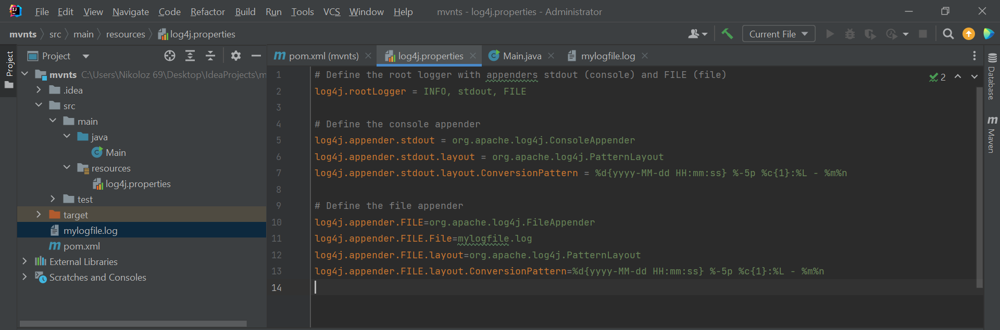 File Edit View Navigate Code Refactor Build Run Tools VCS Window Help mvnts - log4j.properties - Administrator
mvnts src main resources log4j.properties
Current File
Project
Project
pom.xml (mvnts)
log4j.properties
Main.java
mylogfile.log
mvnts C:\Users\Nikoloz 69\Desktop\IdeaProjects\m
.idea
src
main
java
Main
resources
log4j.properties
test
target
mylogfile.log
pom.xml
External Libraries
Scratches and Consoles
1 # Define the root logger with appenders stdout (console) and FILE (file)
2 log4j.rootLogger = INFO, stdout, FILE
3
4 # Define the console appender
5 log4j.appender.stdout = org.apache.log4j.ConsoleAppender
6 log4j.appender.stdout.layout = org.apache.log4j.PatternLayout
7 log4j.appender.stdout.layout.ConversionPattern = %d{yyyy-MM-dd HH:mm:ss} %-5p %c{1}:%L - %m%n
8
9 # Define the file appender
10 log4j.appender.FILE=org.apache.log4j.FileAppender
11 log4j.appender.FILE.File=mylogfile.log
12 log4j.appender.FILE.layout=org.apache.log4j.PatternLayout
13 log4j.appender.FILE.layout.ConversionPattern=%d{yyyy-MM-dd HH:mm:ss} %-5p %c{1}:%L - %m%n
14
2
Database
m
Maven